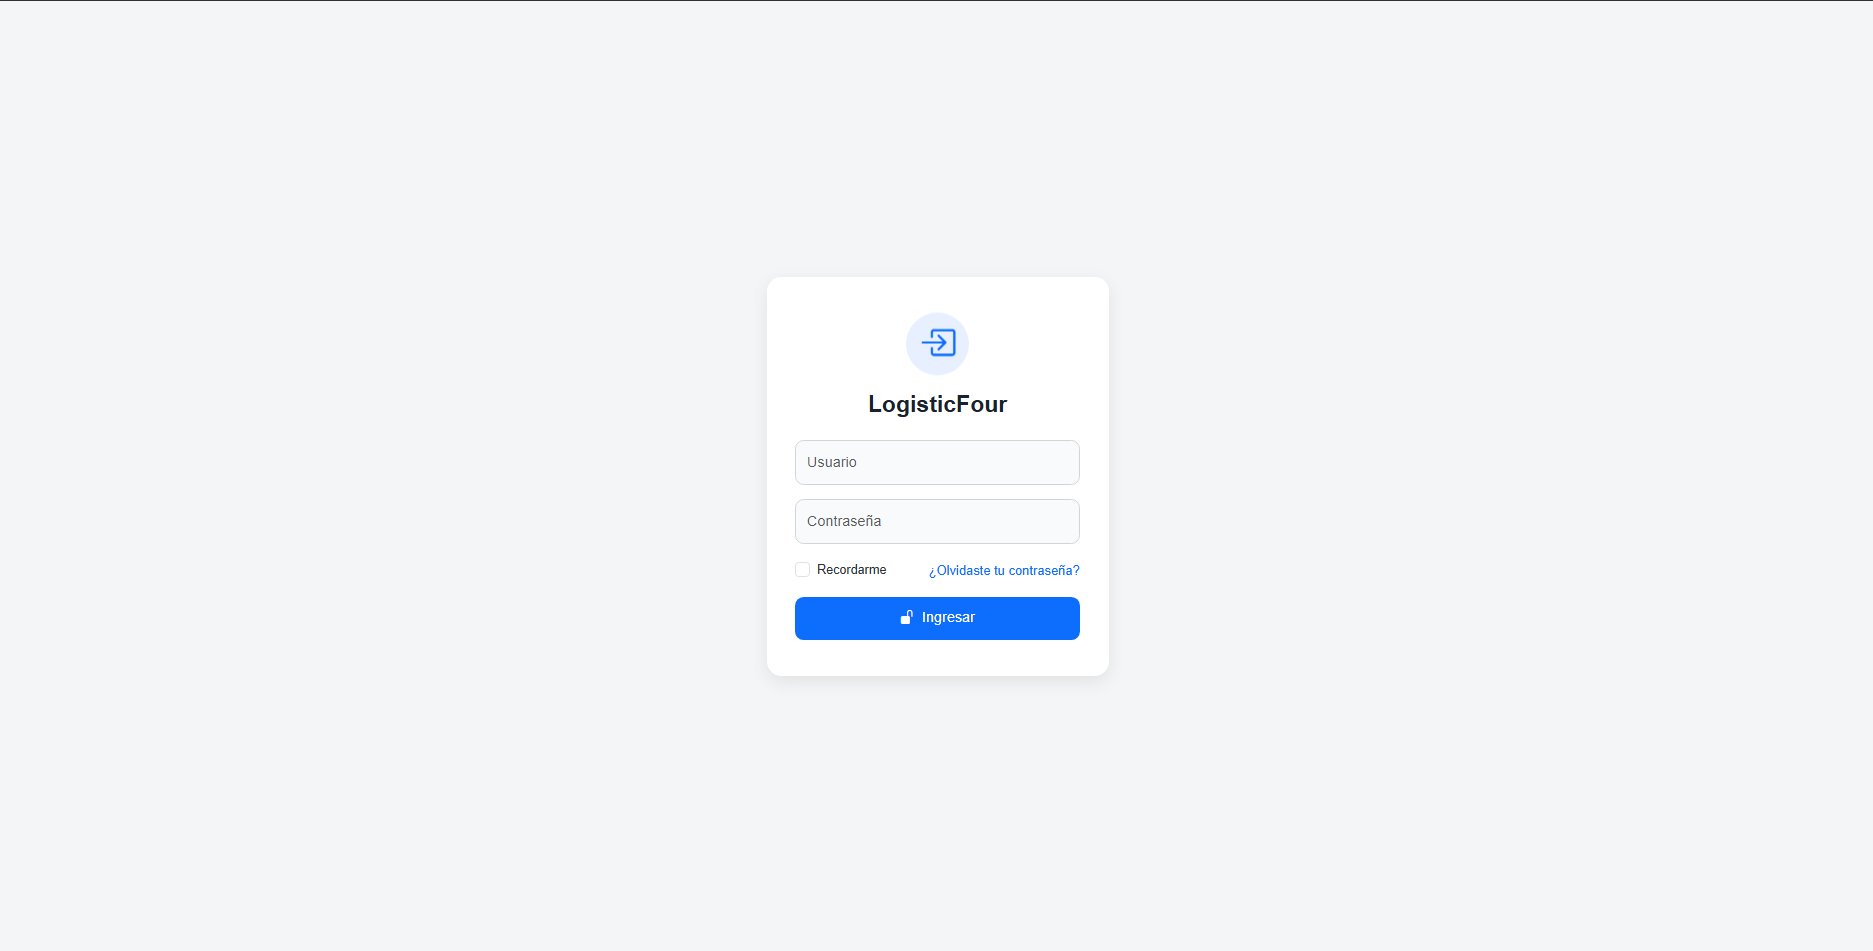 LogisticFour
Usuario
Contraseña
Recordarme ¿Olvidaste tu contraseña?
Ingresar